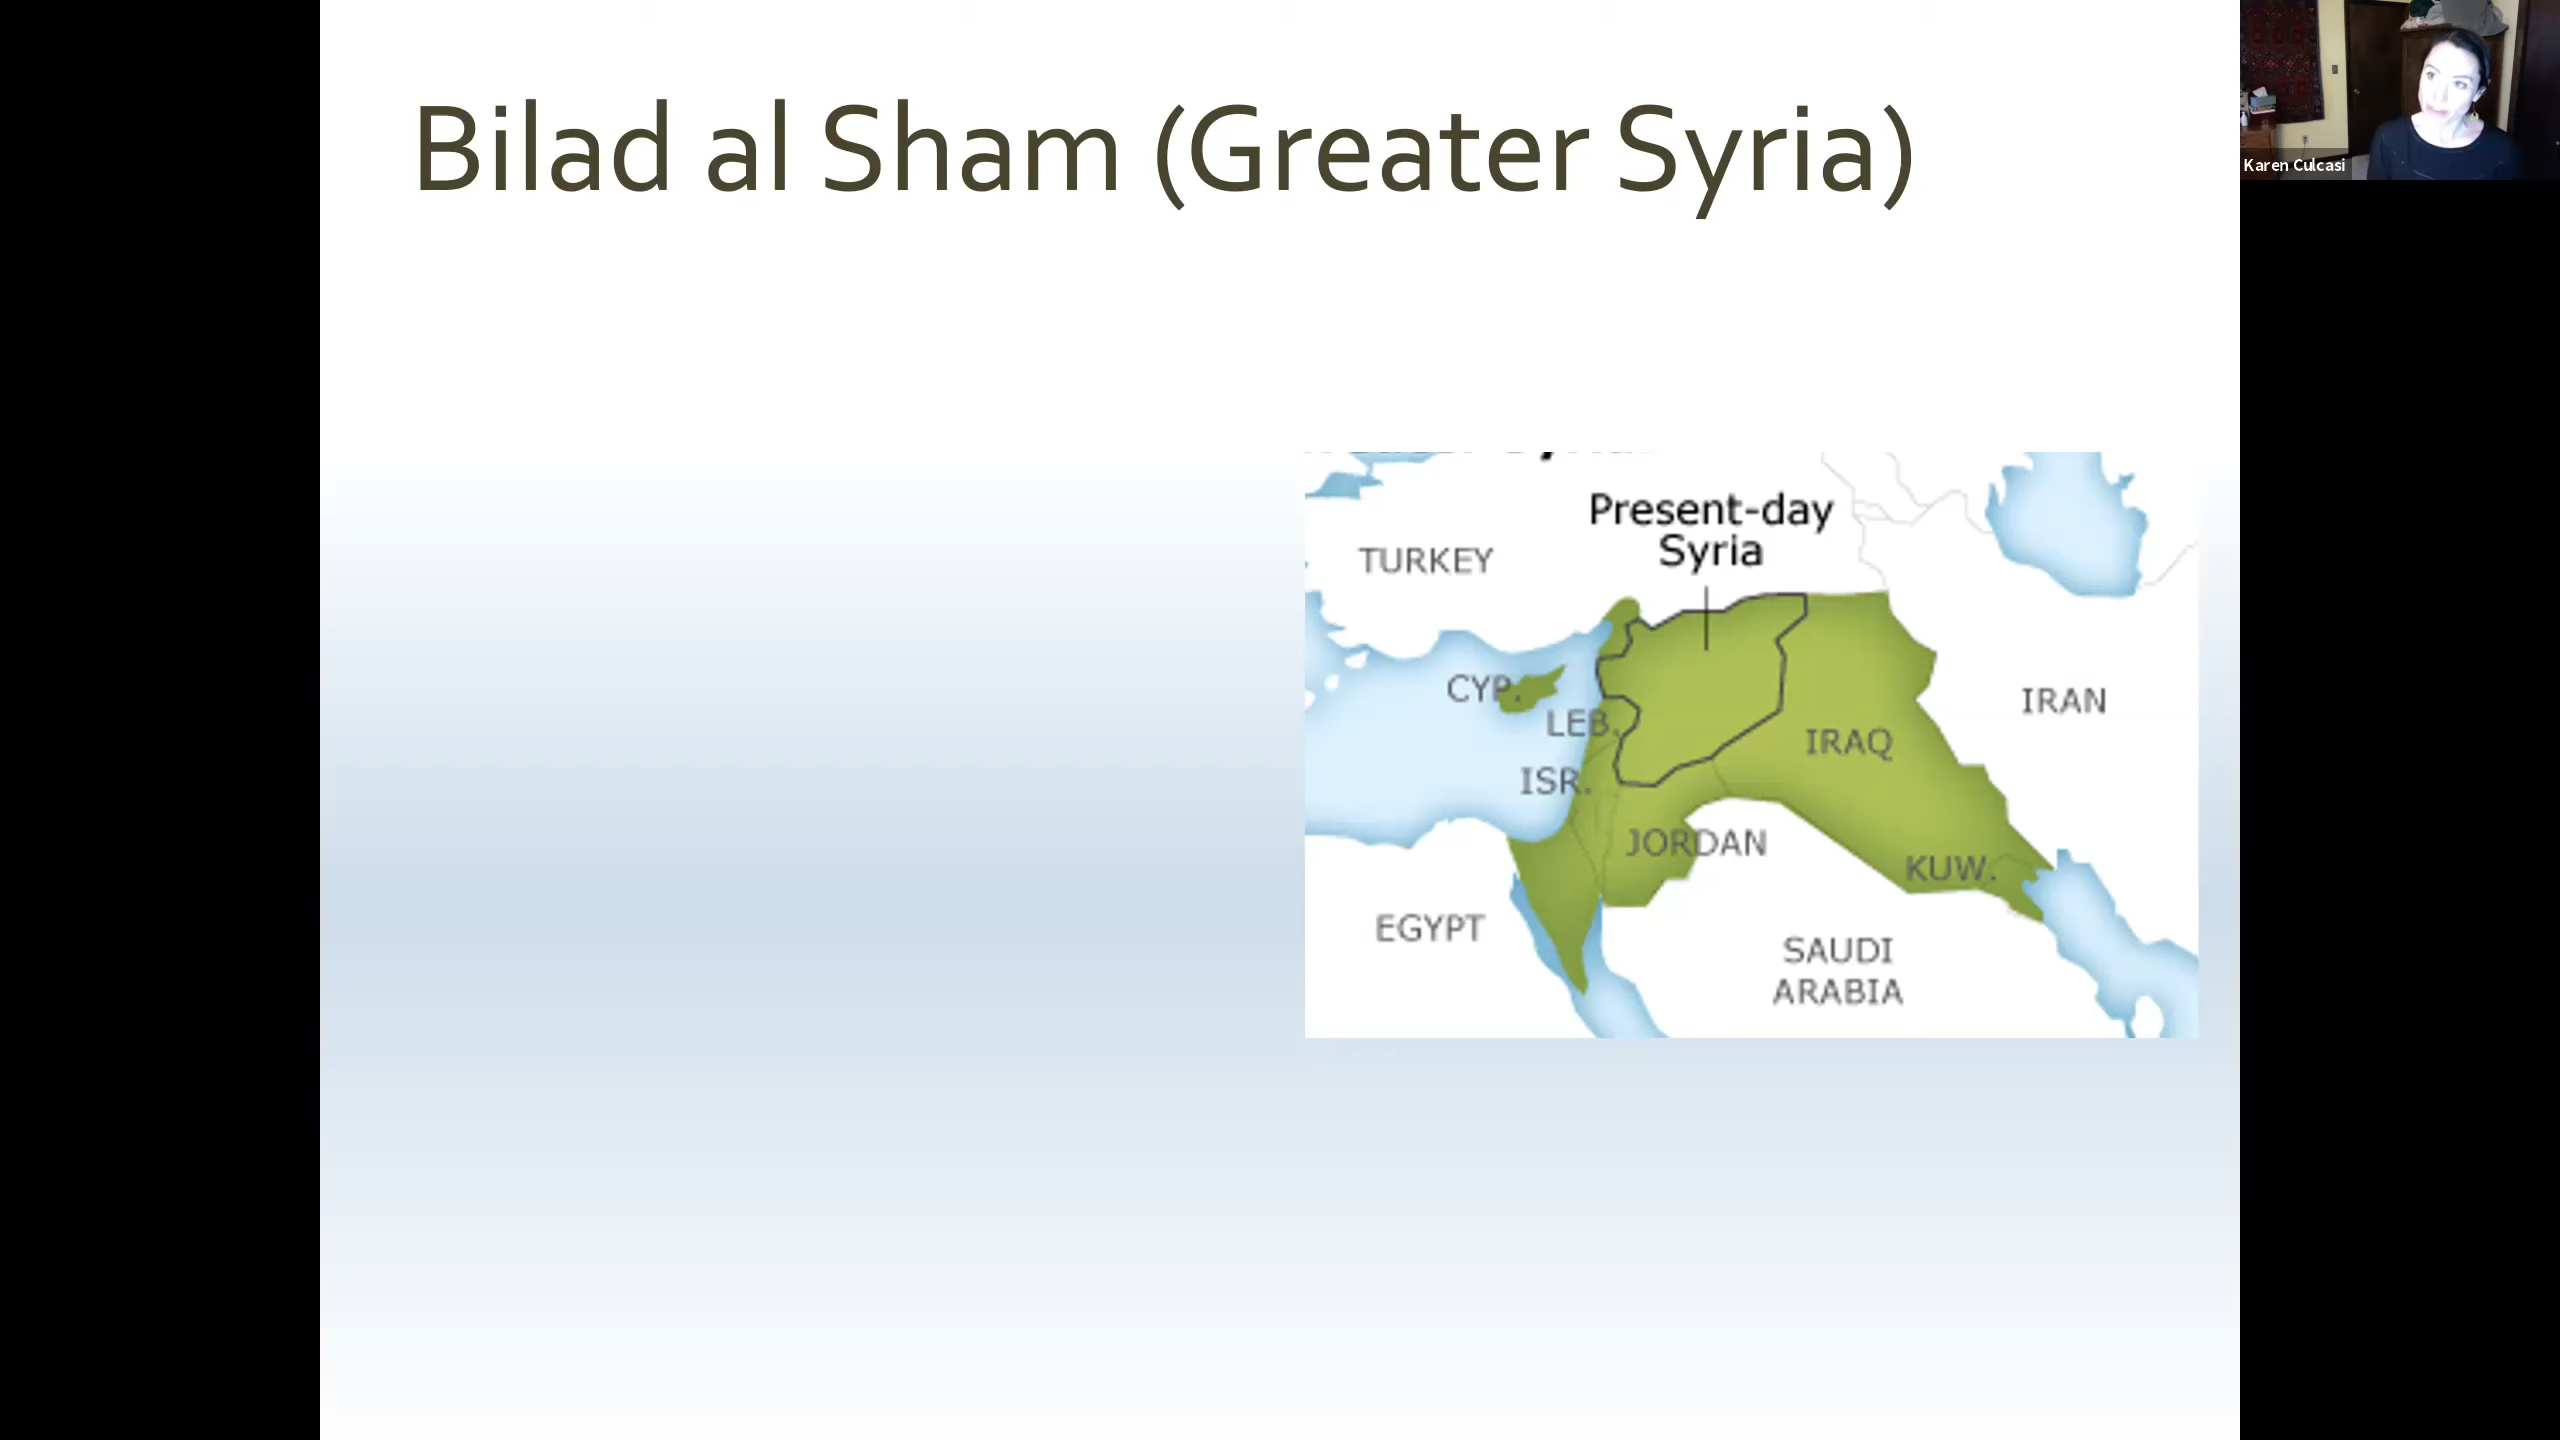 Bilad al Sham (Greater Syria)
Karen Culcasi
Present-day
Syria
TURKEY
CYP.
LEB.
IRAN
IRAQ
ISR.
JORDAN
KUW.
EGYPT
SAUDI
ARABIA